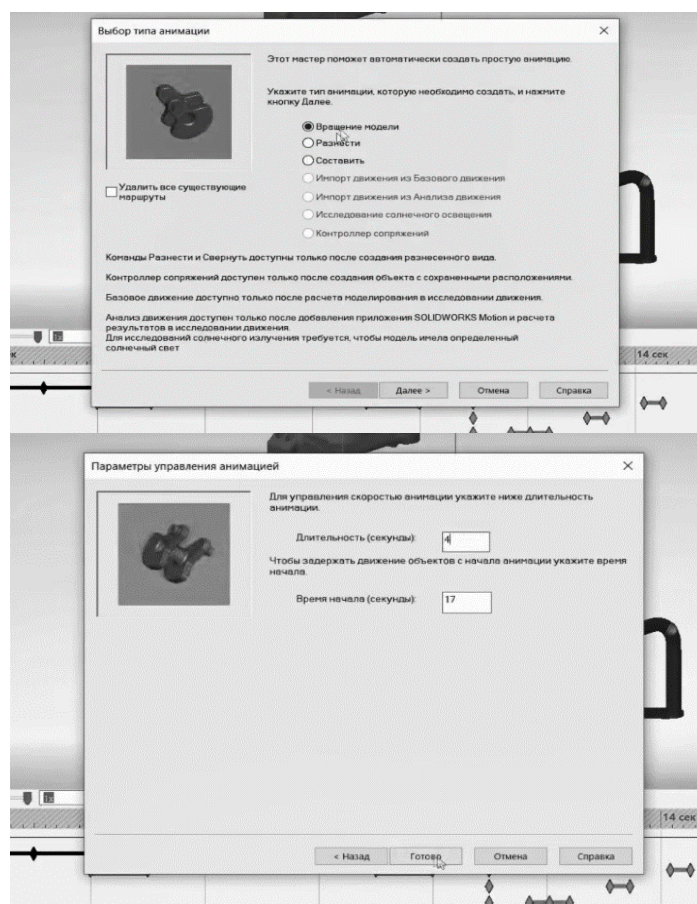 Выбор типа анимации
Этот мастер поможет автоматически создать простую анимацию.
Укажите тип анимации, которую необходимо создать, и нажмите
кнопку Далее.
Вращение модели
Разнести
Составить
Импорт движения из Базового движения
Удалить все существующие
маршруты
Импорт движения из Анализа движения
Исследование солнечного освещения
Контроллер сопряжений
Команды Разнести и Свернуть доступны только после создания разнесенного вида.
Контроллер сопряжений доступен только после создания объекта с сохраненными расположениями.
Базовое движение доступно только после расчета моделирования в исследовании движения.
Анализ движения доступен только после добавления приложения SOLIDWORKS Motion и расчета
результатов в исследовании движения.
Для исследований солнечного излучения требуется, чтобы модель имела определенный
солнечный свет
14 сек
< Назад Далее > Отмена Справка
Параметры управления анимацией
Для управления скоростью анимации укажите ниже длительность
анимации.
Длительность (секунды): 4
Чтобы задержать движение объектов с начала анимации укажите время
начала.
Время начала (секунды): 17
14 сек
< Назад Готово Отмена Справка